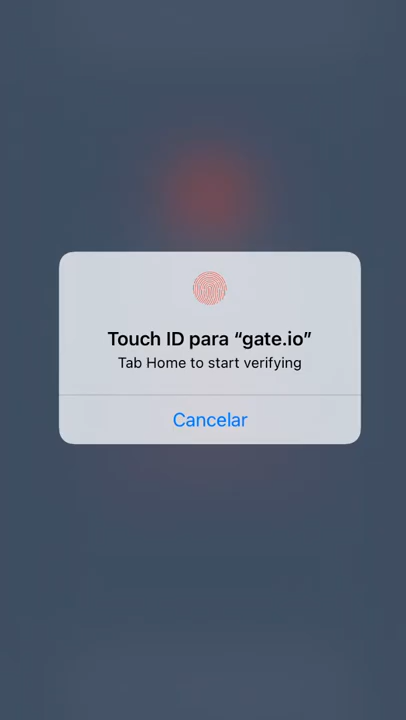 Touch ID para “gate.io”
Tab Home to start verifying
Cancelar